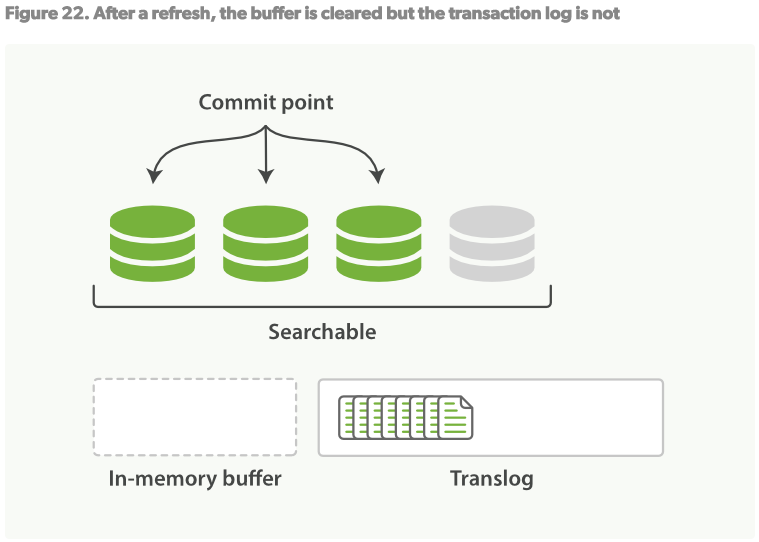 Figure 22. After a refresh, the buffer is cleared but the transaction log is not
Commit point
Searchable
In-memory buffer
Translog